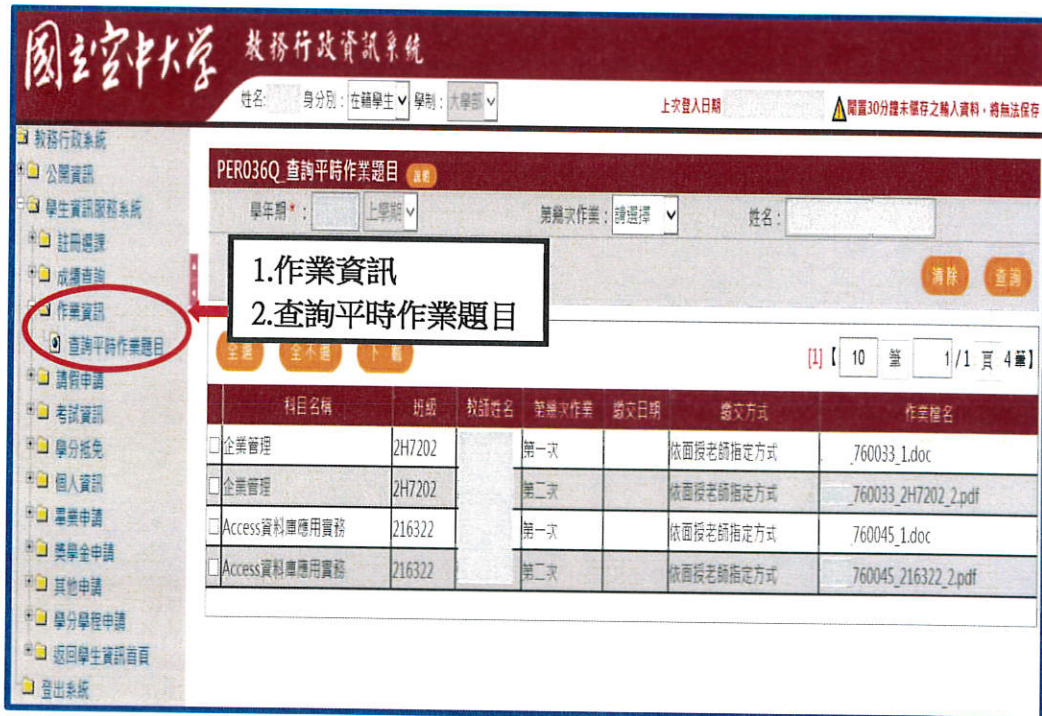 國立空中大學 教務行政資訊系統
姓名: 身分別: 在籍學生 學制: 大學部 上次登入日期 閒置30分鐘未儲存之輸入資料，將無法保存
教務行政系統
公開資訊
學生資訊服務系統
註冊選課
成績查詢
作業資訊
查詢平時作業題目
請假申請
考試資訊
學分抵免
個人資訊
畢業申請
獎學金申請
其他申請
學分學程申請
返回學生資訊首頁
登出系統
PER036Q_查詢平時作業題目 說明
學年期*: 上學期 第幾次作業: 請選擇 姓名:
清除 查詢
1.作業資訊
2.查詢平時作業題目
全選 全不選 下載 [1]【 10 筆 1 / 1 頁 4筆】
科目名稱 班級 教師姓名 第幾次作業 繳交日期 繳交方式 作業檔名
企業管理 2H7202 第一次 依面授老師指定方式 _760033_1.doc
企業管理 2H7202 第二次 依面授老師指定方式 _760033_2H7202_2.pdf
Access資料庫應用實務 216322 第一次 依面授老師指定方式 _760045_1.doc
Access資料庫應用實務 216322 第二次 依面授老師指定方式 _760045_216322_2.pdf